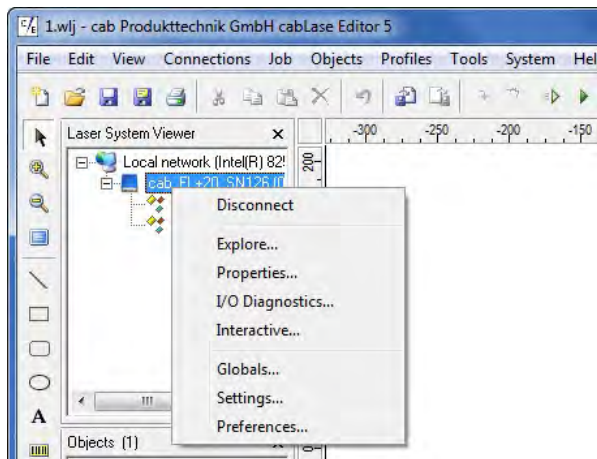 1.wlj - cab Produkttechnik GmbH cabLase Editor 5
File Edit View Connections Job Objects Profiles Tools System Hel
Laser System Viewer
-300 -250 -200 -150
200
Local network (Intel(R) 82
cab_FL+20_SN126 (
Disconnect
Explore...
Properties...
I/O Diagnostics...
Interactive...
Globals...
Settings...
Preferences...
A
Objects (1)